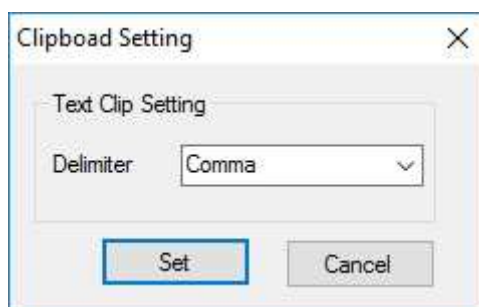 Clipboad Setting
Text Clip Setting
Delimiter Comma
Set Cancel